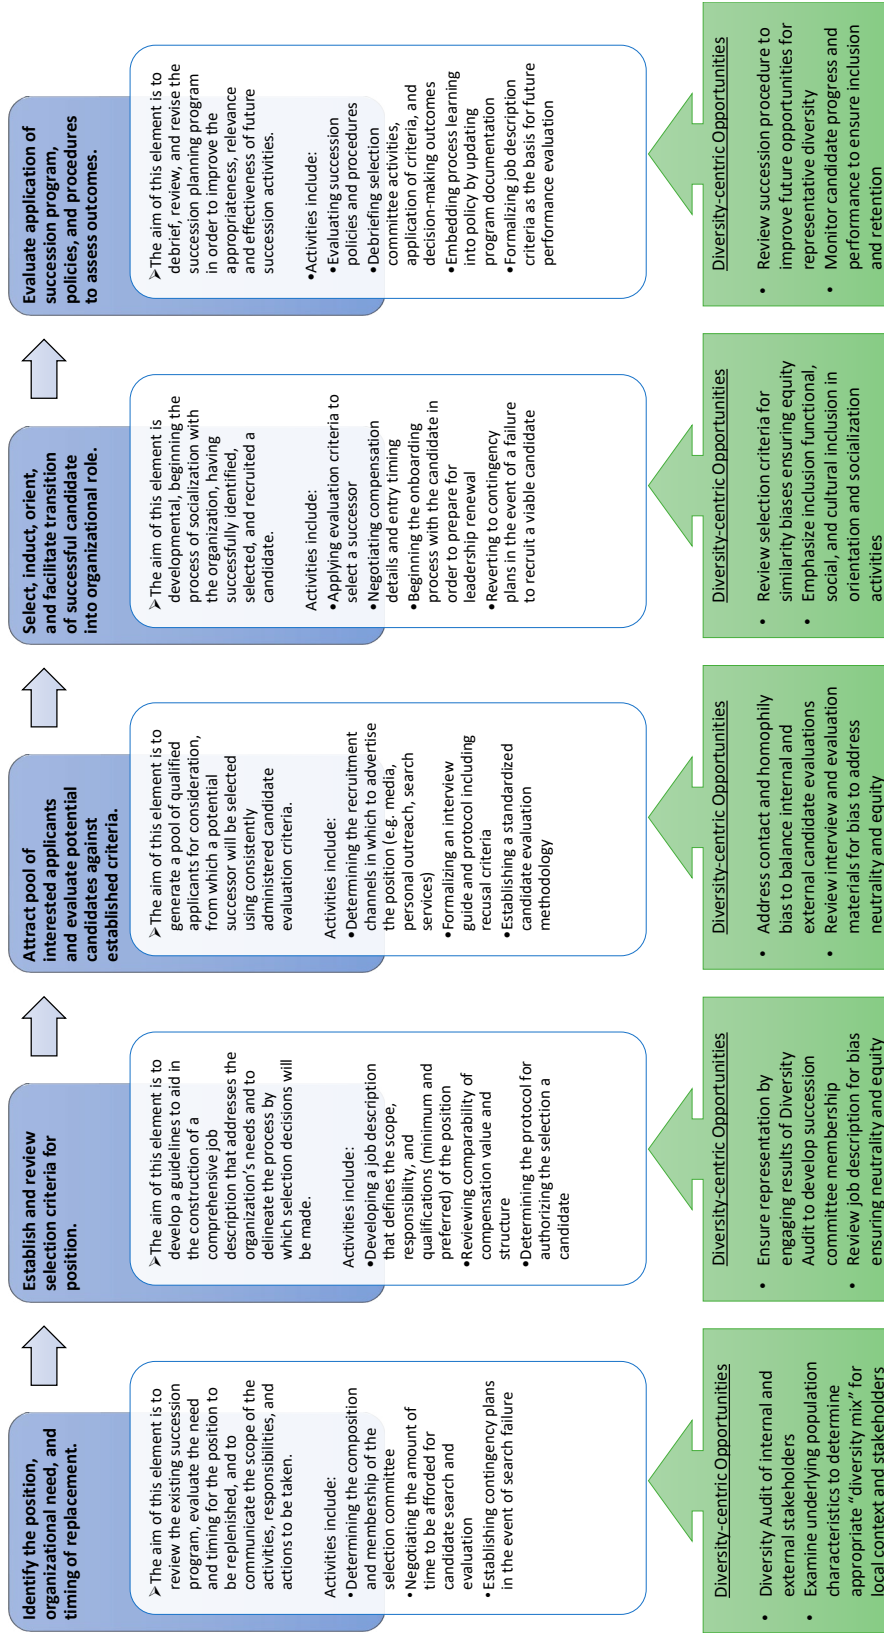 Identify the position,
organizational need, and
timing of replacement.
➢The aim of this element is to
review the existing succession
program, evaluate the need
and timing for the position to
be replenished, and to
communicate the scope of the
activities, responsibilities, and
actions to be taken.
Activities include:
•Determining the composition
and membership of the
selection committee
•Negotiating the amount of
time to be afforded for
candidate search and
evaluation
•Establishing contingency plans
in the event of search failure
Diversity-centric Opportunities
• Diversity Audit of internal and
external stakeholders
• Examine underlying population
characteristics to determine
appropriate “diversity mix” for
local context and stakeholders
Establish and review
selection criteria for
position.
➢The aim of this element is to
develop a guidelines to aid in
the construction of a
comprehensive job
description that addresses the
organization’s needs and to
delineate the process by
which selection decisions will
be made.
Activities include:
•Developing a job description
that defines the scope,
responsibility, and
qualifications (minimum and
preferred) of the position
•Reviewing comparability of
compensation value and
structure
•Determining the protocol for
authorizing the selection a
candidate
Diversity-centric Opportunities
• Ensure representation by
engaging results of Diversity
Audit to develop succession
committee membership
• Review job description for bias
ensuring neutrality and equity
Attract pool of
interested applicants
and evaluate potential
candidates against
established criteria.
➢The aim of this element is to
generate a pool of qualified
applicants for consideration,
from which a potential
successor will be selected
using consistently
administered candidate
evaluation criteria.
Activities include:
•Determining the recruitment
channels in which to advertise
the position (e.g. media,
personal outreach, search
services)
•Formalizing an interview
guide and protocol including
recusal criteria
•Establishing a standardized
candidate evaluation
methodology
Diversity-centric Opportunities
• Address contact and homophily
bias to balance internal and
external candidate evaluations
• Review interview and evaluation
materials for bias to address
neutrality and equity
Select, induct, orient,
and facilitate transition
of successful candidate
into organizational role.
➢The aim of this element is
developmental, beginning the
process of socialization with
the organization, having
successfully identified,
selected, and recruited a
candidate.
Activities include:
•Applying evaluation criteria to
select a successor
•Negotiating compensation
details and entry timing
•Beginning the onboarding
process with the candidate in
order to prepare for
leadership renewal
•Reverting to contingency
plans in the event of a failure
to recruit a viable candidate
Diversity-centric Opportunities
• Review selection criteria for
similarity biases ensuring equity
• Emphasize inclusion functional,
social, and cultural inclusion in
orientation and socialization
activities
Evaluate application of
succession program,
policies, and procedures
to assess outcomes.
➢The aim of this element is to
debrief, review, and revise the
succession planning program
in order to improve the
appropriateness, relevance
and effectiveness of future
succession activities.
•Activities include:
•Evaluating succession
policies and procedures
•Debriefing selection
committee activities,
application of criteria, and
decision-making outcomes
•Embedding process learning
into policy by updating
program documentation
•Formalizing job description
criteria as the basis for future
performance evaluation
Diversity-centric Opportunities
• Review succession procedure to
improve future opportunities for
representative diversity
• Monitor candidate progress and
performance to ensure inclusion
and retention